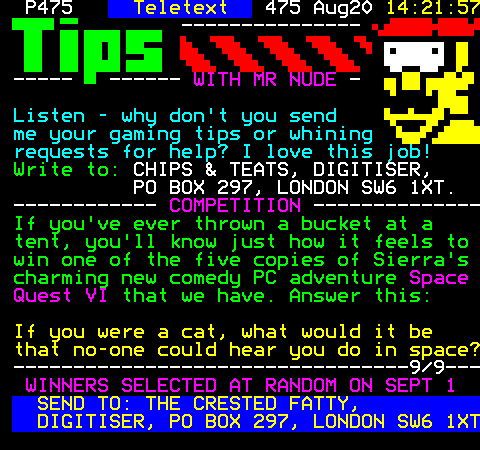 P475 Teletext 475 Aug20 14:21:57
Tips
WITH MR NUDE
Listen - why don't you send
me your gaming tips or whining
requests for help? I love this job!
Write to: CHIPS & TEATS, DIGITISER,
PO BOX 297, LONDON SW6 1XT.
COMPETITION
If you've ever thrown a bucket at a
tent, you'll know just how it feels to
win one of the five copies of Sierra's
charming new comedy PC adventure Space
Quest VI that we have. Answer this:
If you were a cat, what would it be
that no-one could hear you do in space?
9/9
WINNERS SELECTED AT RANDOM ON SEPT 1
SEND TO: THE CRESTED FATTY,
DIGITISER, PO BOX 297, LONDON SW6 1XT